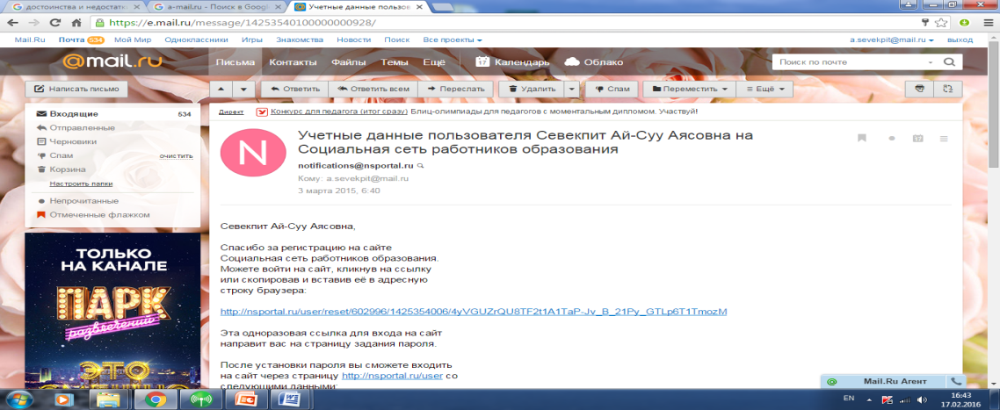 достоинства и недостатк
a-mail.ru - Поиск в Googl
Учетные данные пользов
https://e.mail.ru/message/14253540100000000928/
Mail.Ru Почта 534 Мой Мир Одноклассники Игры Знакомства Новости Поиск Все проекты
a.sevekpit@mail.ru выход
@mail.ru Письма Контакты Файлы Темы Ещё 17 Календарь Облако Поиск по почте
Написать письмо Ответить Ответить всем Переслать Удалить Спам Переместить Ещё
Входящие 534
Отправленные
Черновики
Спам очистить
Корзина
Настроить папки
Непрочитанные
Отмеченные флажком
ТОЛЬКО
НА КАНАЛЕ
ПАРК
развлечений
ЭТО
Директ Конкурс для педагога (итог сразу) Блиц-олимпиады для педагогов с моментальным дипломом. Участвуй!
N
Учетные данные пользователя Севекпит Ай-Суу Аясовна на
Социальная сеть работников образования
17
notifications@nsportal.ru
Кому: a.sevekpit@mail.ru
3 марта 2015, 6:40
Севекпит Ай-Суу Аясовна,
Спасибо за регистрацию на сайте
Социальная сеть работников образования.
Можете войти на сайт, кликнув на ссылку
или скопировав и вставив её в адресную
строку браузера:
http://nsportal.ru/user/reset/602996/1425354006/4yVGUZrQU8TF2t1A1TaP-Jv_B_21Py_GTLp6T1TmozM
Эта одноразовая ссылка для входа на сайт
направит вас на страницу задания пароля.
После установки пароля вы сможете входить
на сайт через страницу http://nsportal.ru/user со
следующими данными:
Mail.Ru Агент
EN
16:43
17.02.2016